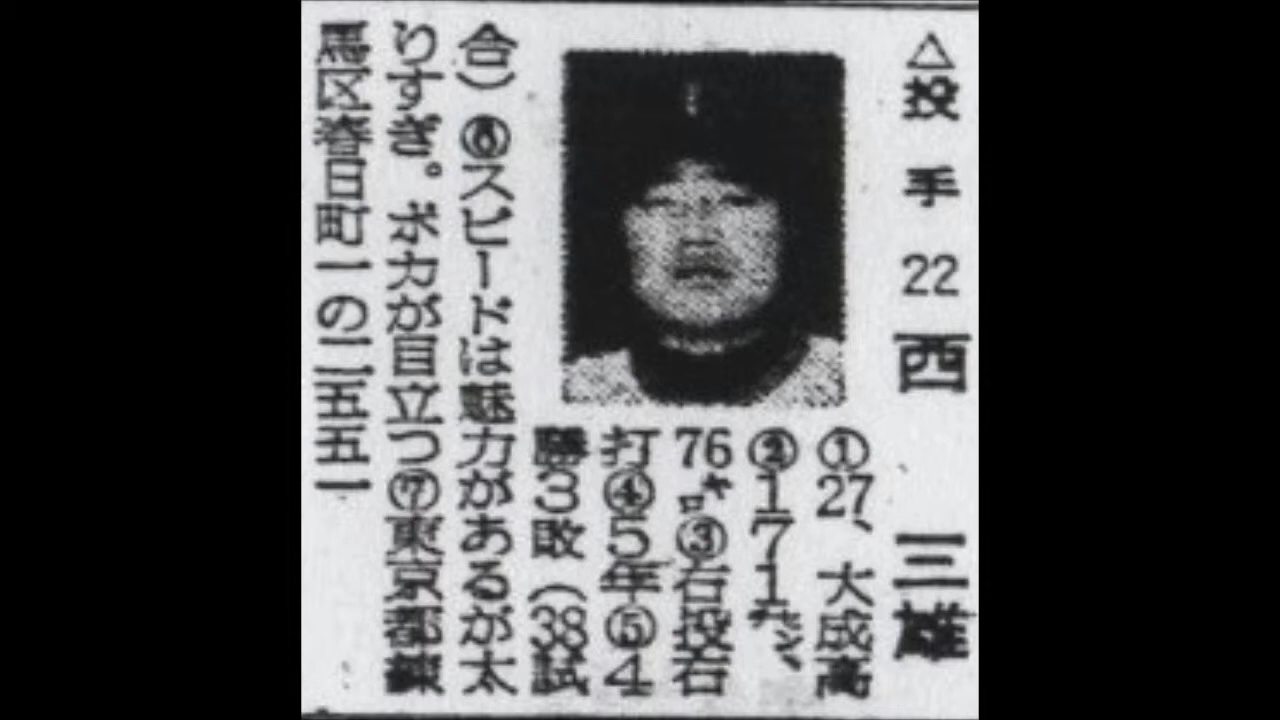 △投手 22 西 三雄
①27、大成高
②171センチ、
76キロ③右投右
打④5年⑤4
勝3敗(38試
合)⑥スピードは魅力があるが太
りすぎ。ポカが目立つ⑦東京都練
馬区春日町一の二五五一